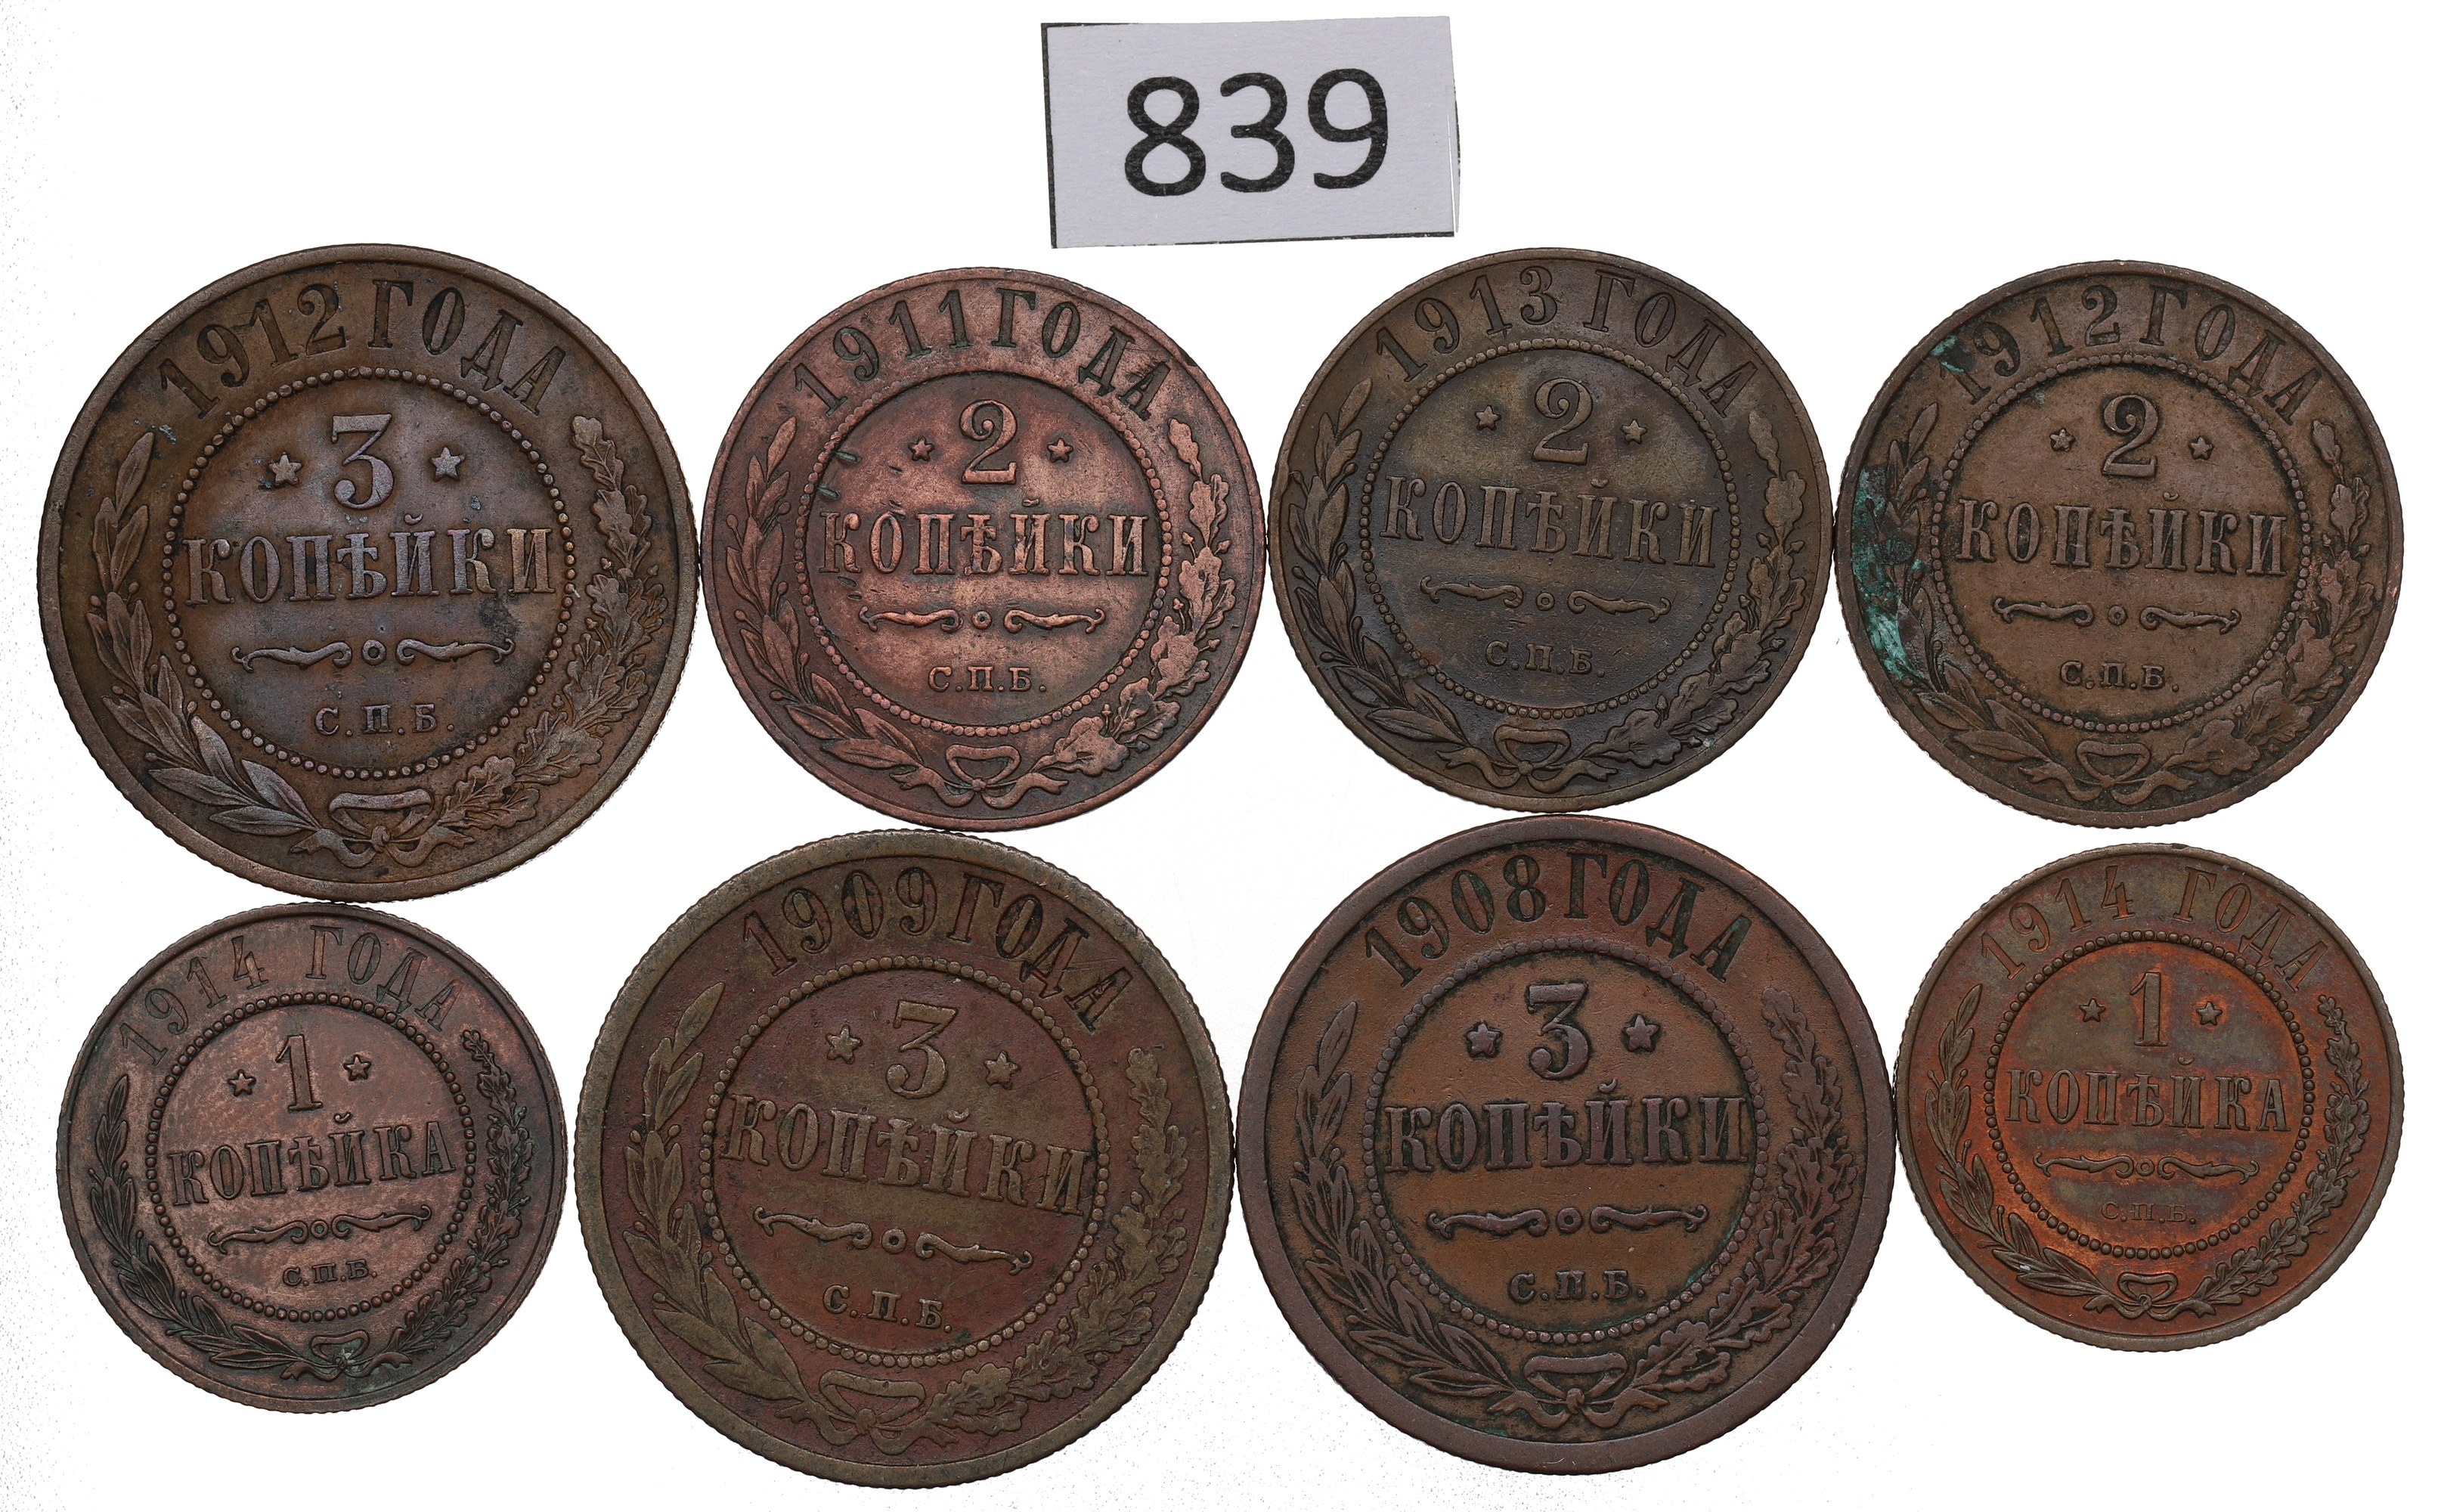 839
1912 ГОДА
3
КОПѢЙКИ
С.П.Б.
1911 ГОДА
2
КОПѢЙКИ
С.П.Б.
1913 ГОДА
2
КОПѢЙКИ
С.П.Б.
1912 ГОДА
2
КОПѢЙКИ
С.П.Б.
1914 ГОДА
1
КОПѢЙКА
С.П.Б.
1909 ГОДА
3
КОПѢЙКИ
С.П.Б.
1908 ГОДА
3
КОПѢЙКИ
С.П.Б.
1914 ГОДА
1
КОПѢЙКА
С.П.Б.